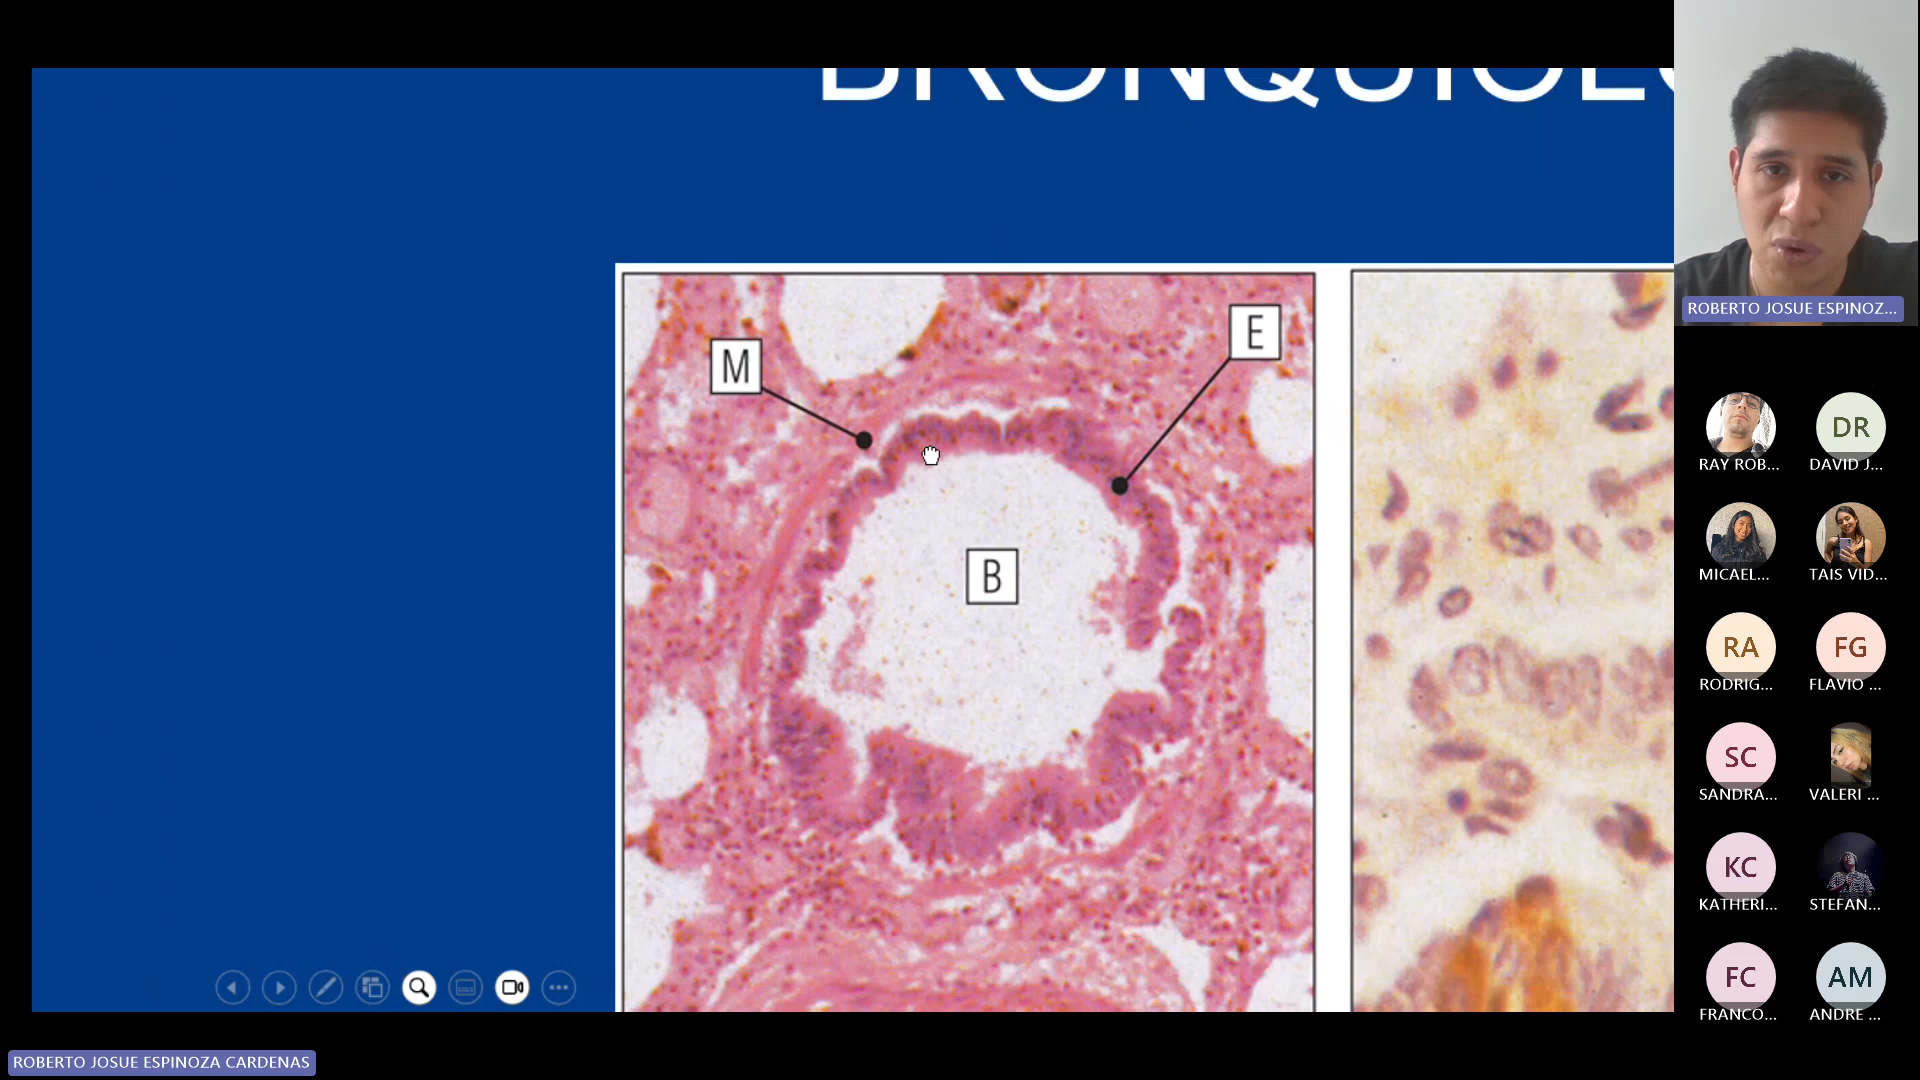 BRONQUIOLO
M
E
B
ROBERTO JOSUE ESPINOZ...
DR
RAY ROB...
DAVID J...
MICAEL...
TAIS VID...
RA
FG
RODRIG...
FLAVIO ...
SC
SANDRA...
VALERI ...
KC
KATHERI...
STEFAN...
FC
AM
FRANCO...
ANDRE ...
ROBERTO JOSUE ESPINOZA CARDENAS